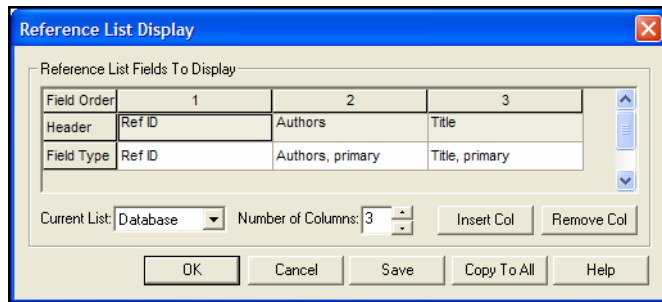 Reference List Display
Reference List Fields To Display
Field Order 1 2 3
Header Ref ID Authors Title
Field Type Ref ID Authors, primary Title, primary
Current List: Database Number of Columns: 3 Insert Col Remove Col
OK Cancel Save Copy To All Help